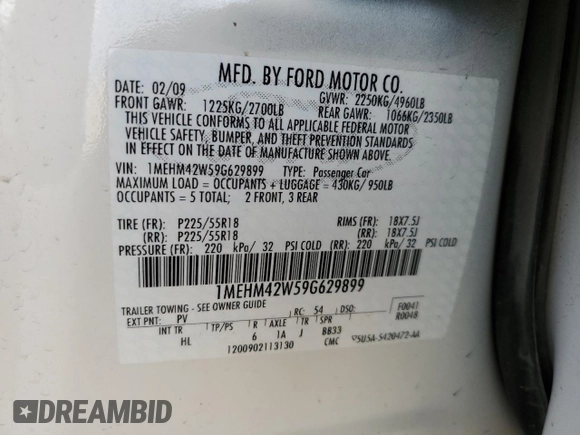 MFD. BY FORD MOTOR CO.
DATE: 02/09 GVWR: 2250KG/4960LB
FRONT GAWR: 1225KG/2700LB REAR GAWR: 1066KG/2350LB
THIS VEHICLE CONFORMS TO ALL APPLICABLE FEDERAL MOTOR
VEHICLE SAFETY, BUMPER, AND THEFT PREVENTION STANDARDS
IN EFFECT ON THE DATE OF MANUFACTURE SHOWN ABOVE.
VIN: 1MEHM42W59G629899 TYPE: Passenger Car
MAXIMUM LOAD = OCCUPANTS + LUGGAGE = 430KG/950LB
OCCUPANTS = 5 TOTAL; 2 FRONT, 3 REAR
TIRE (FR): P225/55R18 RIMS (FR): 18X7.5J
(RR): P225/55R18 (RR): 18X7.5J
PRESSURE (FR): 220 kPa/ 32 PSI COLD (RR): 220 kPa/ 32 PSI COLD
1MEHM42W59G629899
TRAILER TOWING - SEE OWNER GUIDE
EXT PNT: PV RC: 54 DSO: F0041
R0048
INT TR TP/PS R AXLE TR SPR
HL 6 1A J BB33
1200902113130 CMC 5U5A-5420472-AA
DREAMBID